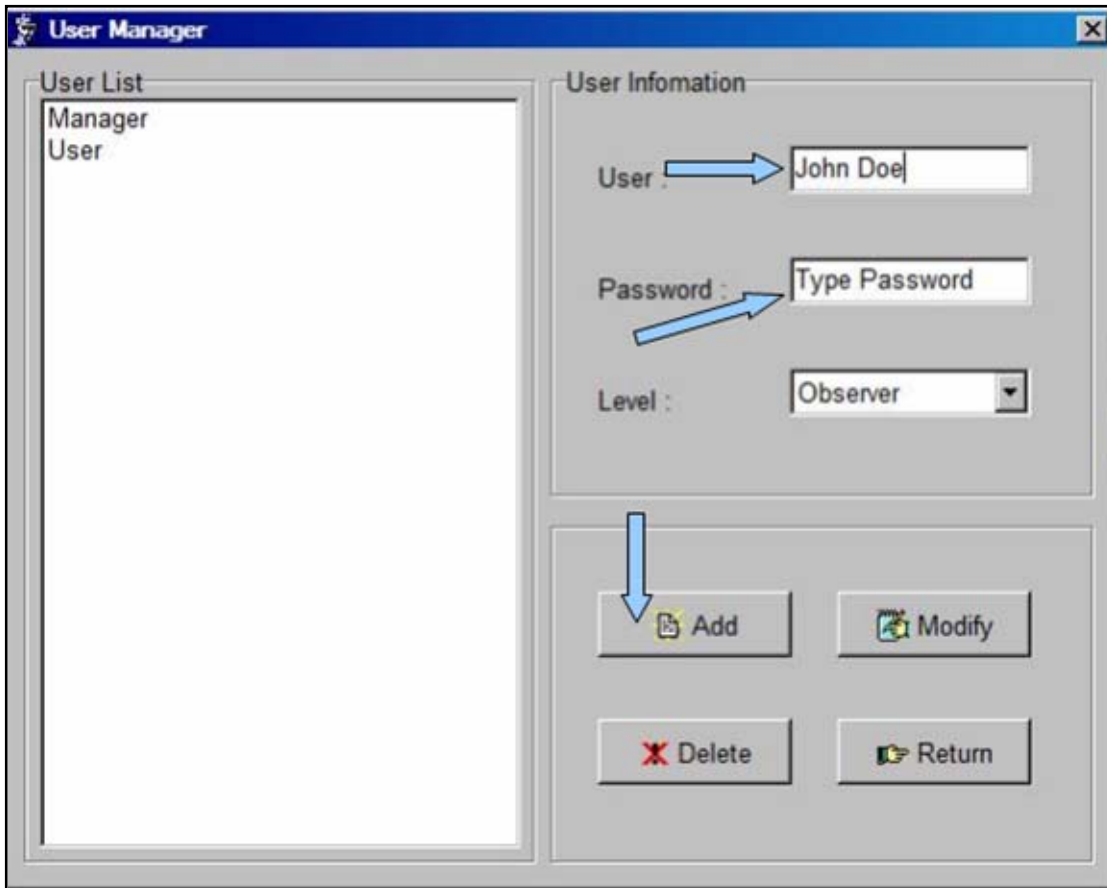 User Manager
User List
Manager
User
User Infomation
User :
John Doe
Password :
Type Password
Level :
Observer
Add
Modify
Delete
Return